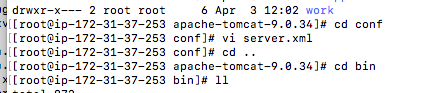 drwxr-x--- 2 root root     6 Apr  3 12:02 work
[[root@ip-172-31-37-253 apache-tomcat-9.0.34]# cd conf
[[root@ip-172-31-37-253 conf]# vi server.xml
[[root@ip-172-31-37-253 conf]# cd ..
[[root@ip-172-31-37-253 apache-tomcat-9.0.34]# cd bin
[[root@ip-172-31-37-253 bin]# ll